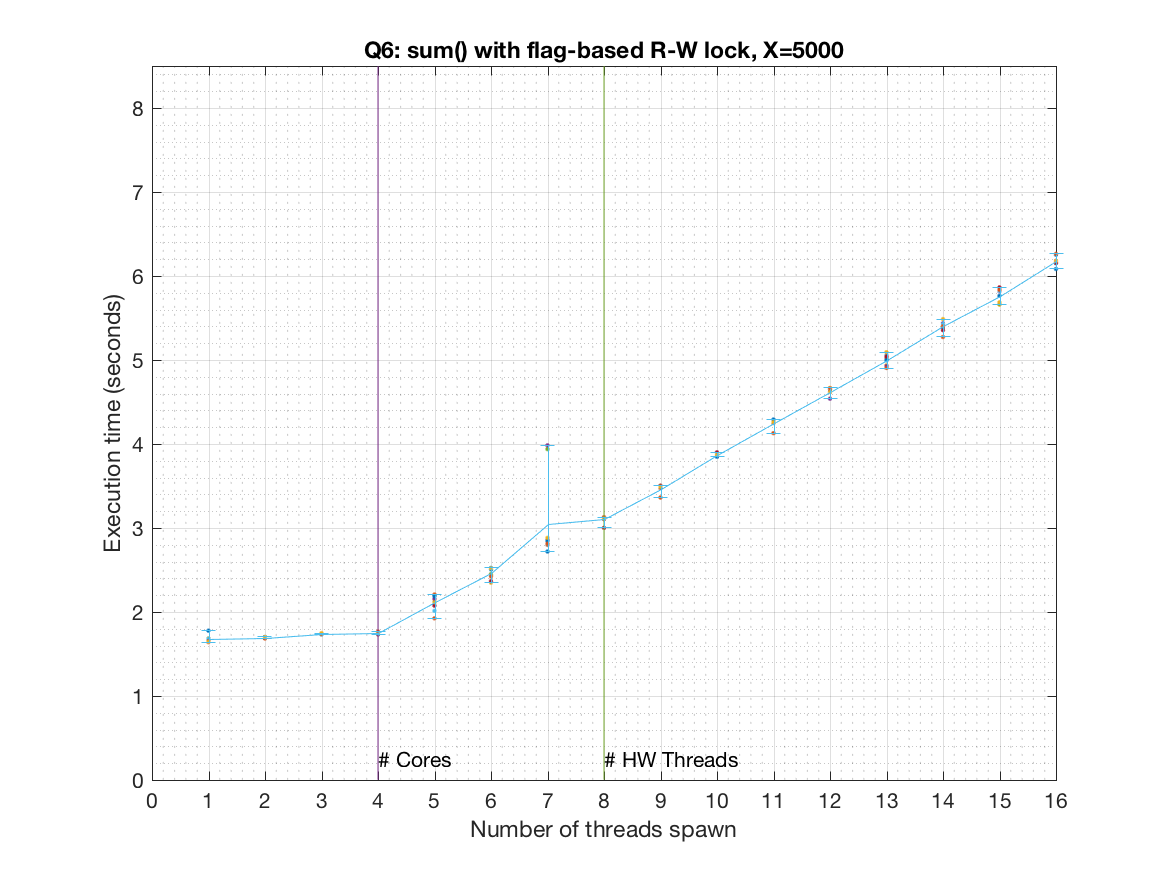 Q6: sum() with flag-based R-W lock, X=5000
8
7
6
5
4
3
2
1
0
Execution time (seconds)
# Cores
# HW Threads
0 1 2 3 4 5 6 7 8 9 10 11 12 13 14 15 16
Number of threads spawn